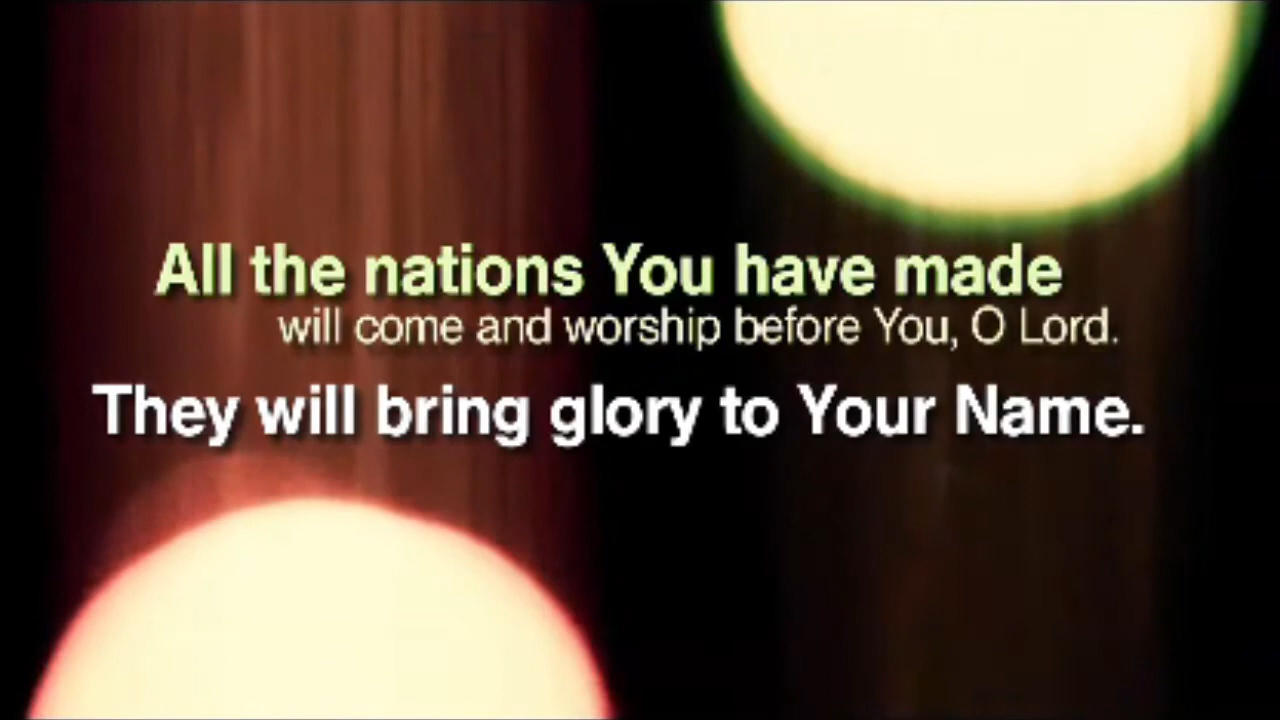 All the nations You have made
will come and worship before You, O Lord.
They will bring glory to Your Name.